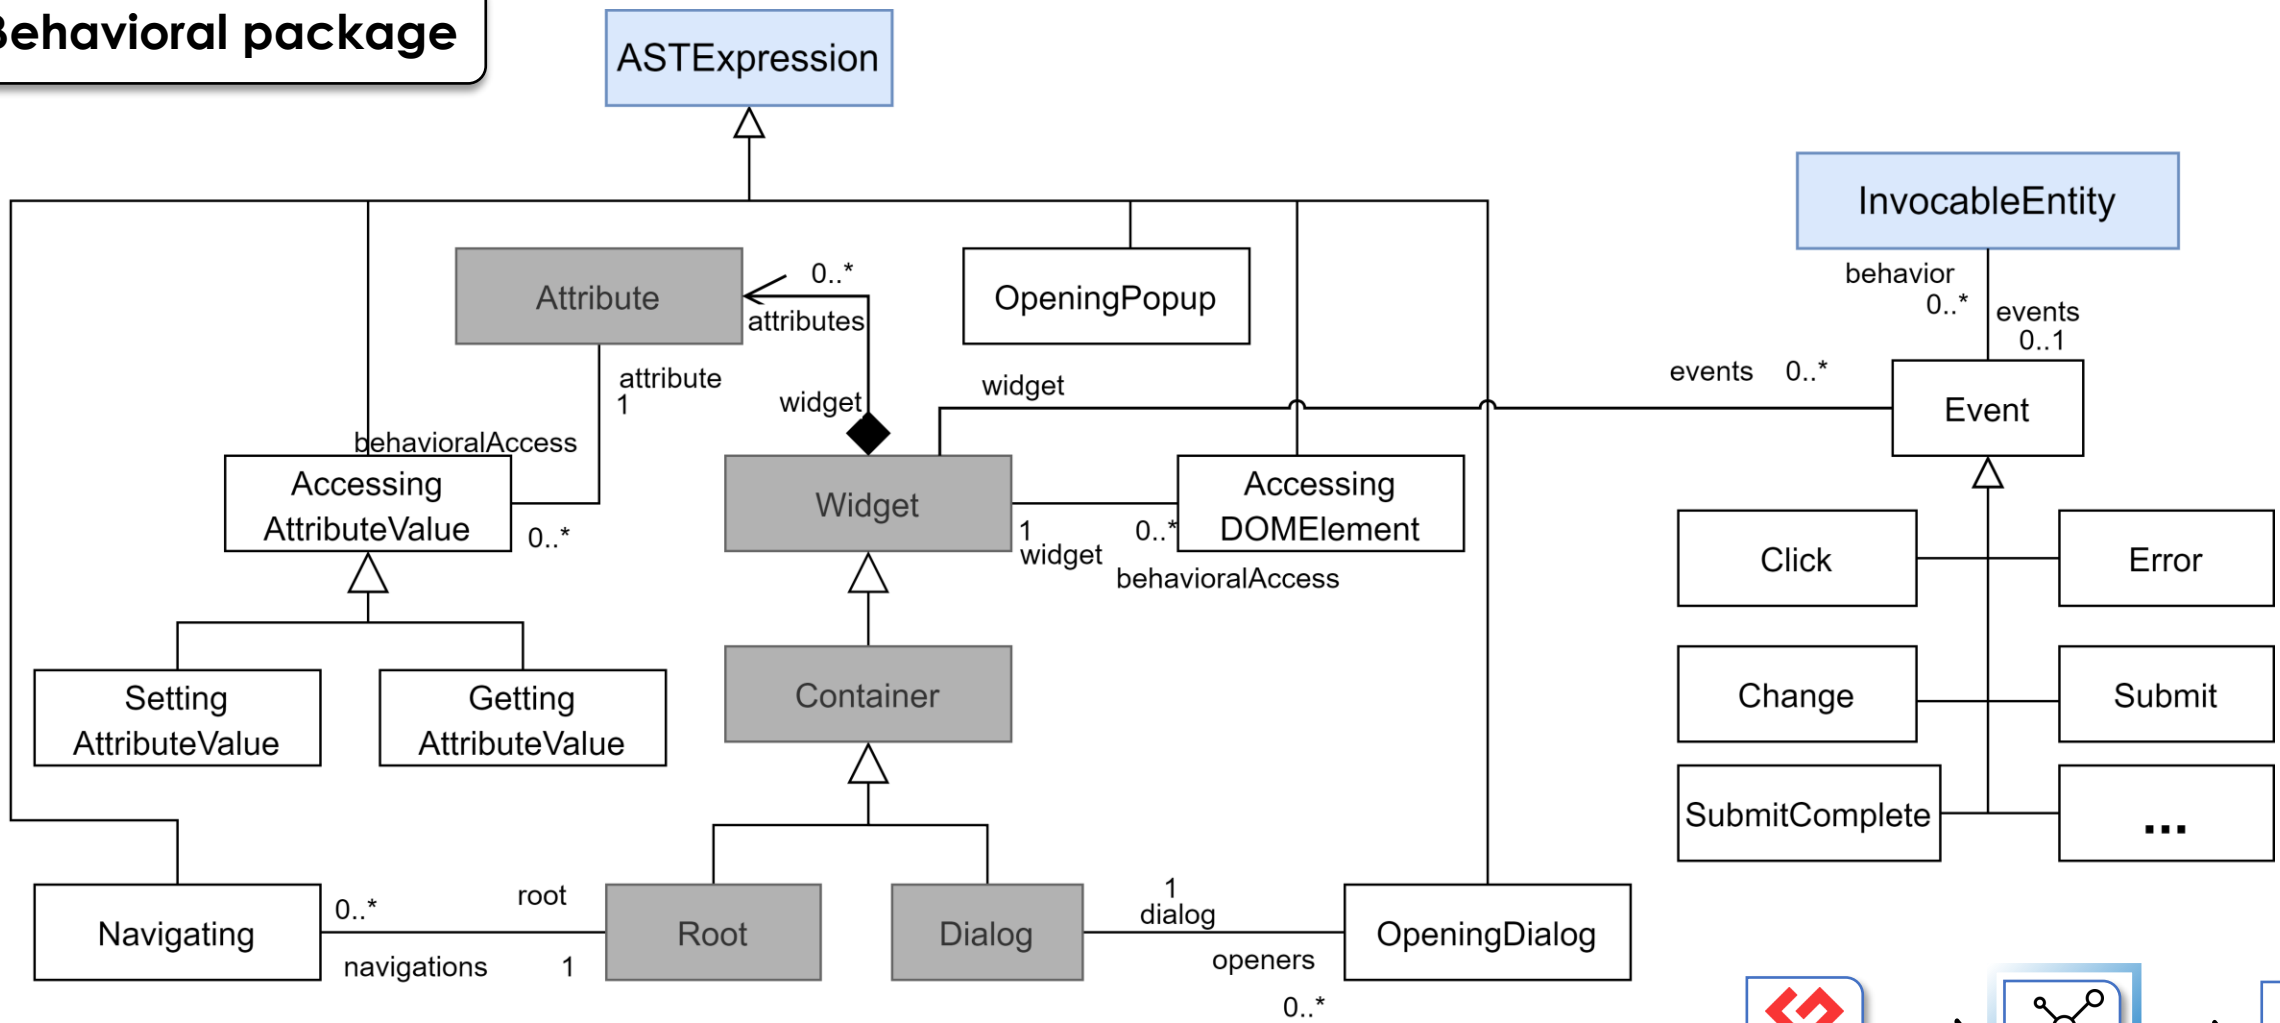 Behavioral package
ASTExpression
InvocableEntity
behavior
0..*
events
0..1
Attribute
0..*
attributes
OpeningPopup
attribute
1
widget
widget
events 0..*
Event
behavioralAccess
Accessing
AttributeValue
0..*
Widget
1
widget
0..*
behavioralAccess
Accessing
DOMElement
Click
Error
Setting
AttributeValue
Getting
AttributeValue
Container
Change
Submit
SubmitComplete
...
Navigating
0..*
navigations
root
1
Root
Dialog
1
dialog
openers
0..*
OpeningDialog